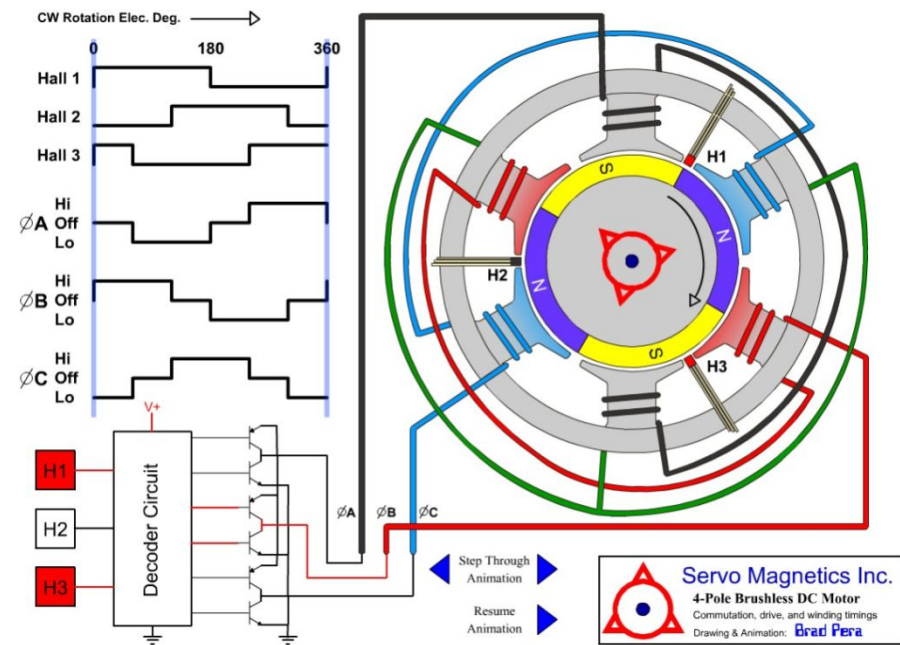 CW Rotation Elec. Deg.
0 180 360
Hall 1
Hall 2
Hall 3
Hi
ØA Off
Lo
Hi
ØB Off
Lo
Hi
ØC Off
Lo
V+
H1
H2
H3
Decoder Circuit
ØA ØB ØC
S
N
N
S
H1
H2
H3
Step Through
Animation
Resume
Animation
Servo Magnetics Inc.
4-Pole Brushless DC Motor
Commutation, drive, and winding timings
Drawing & Animation: Brad Pera